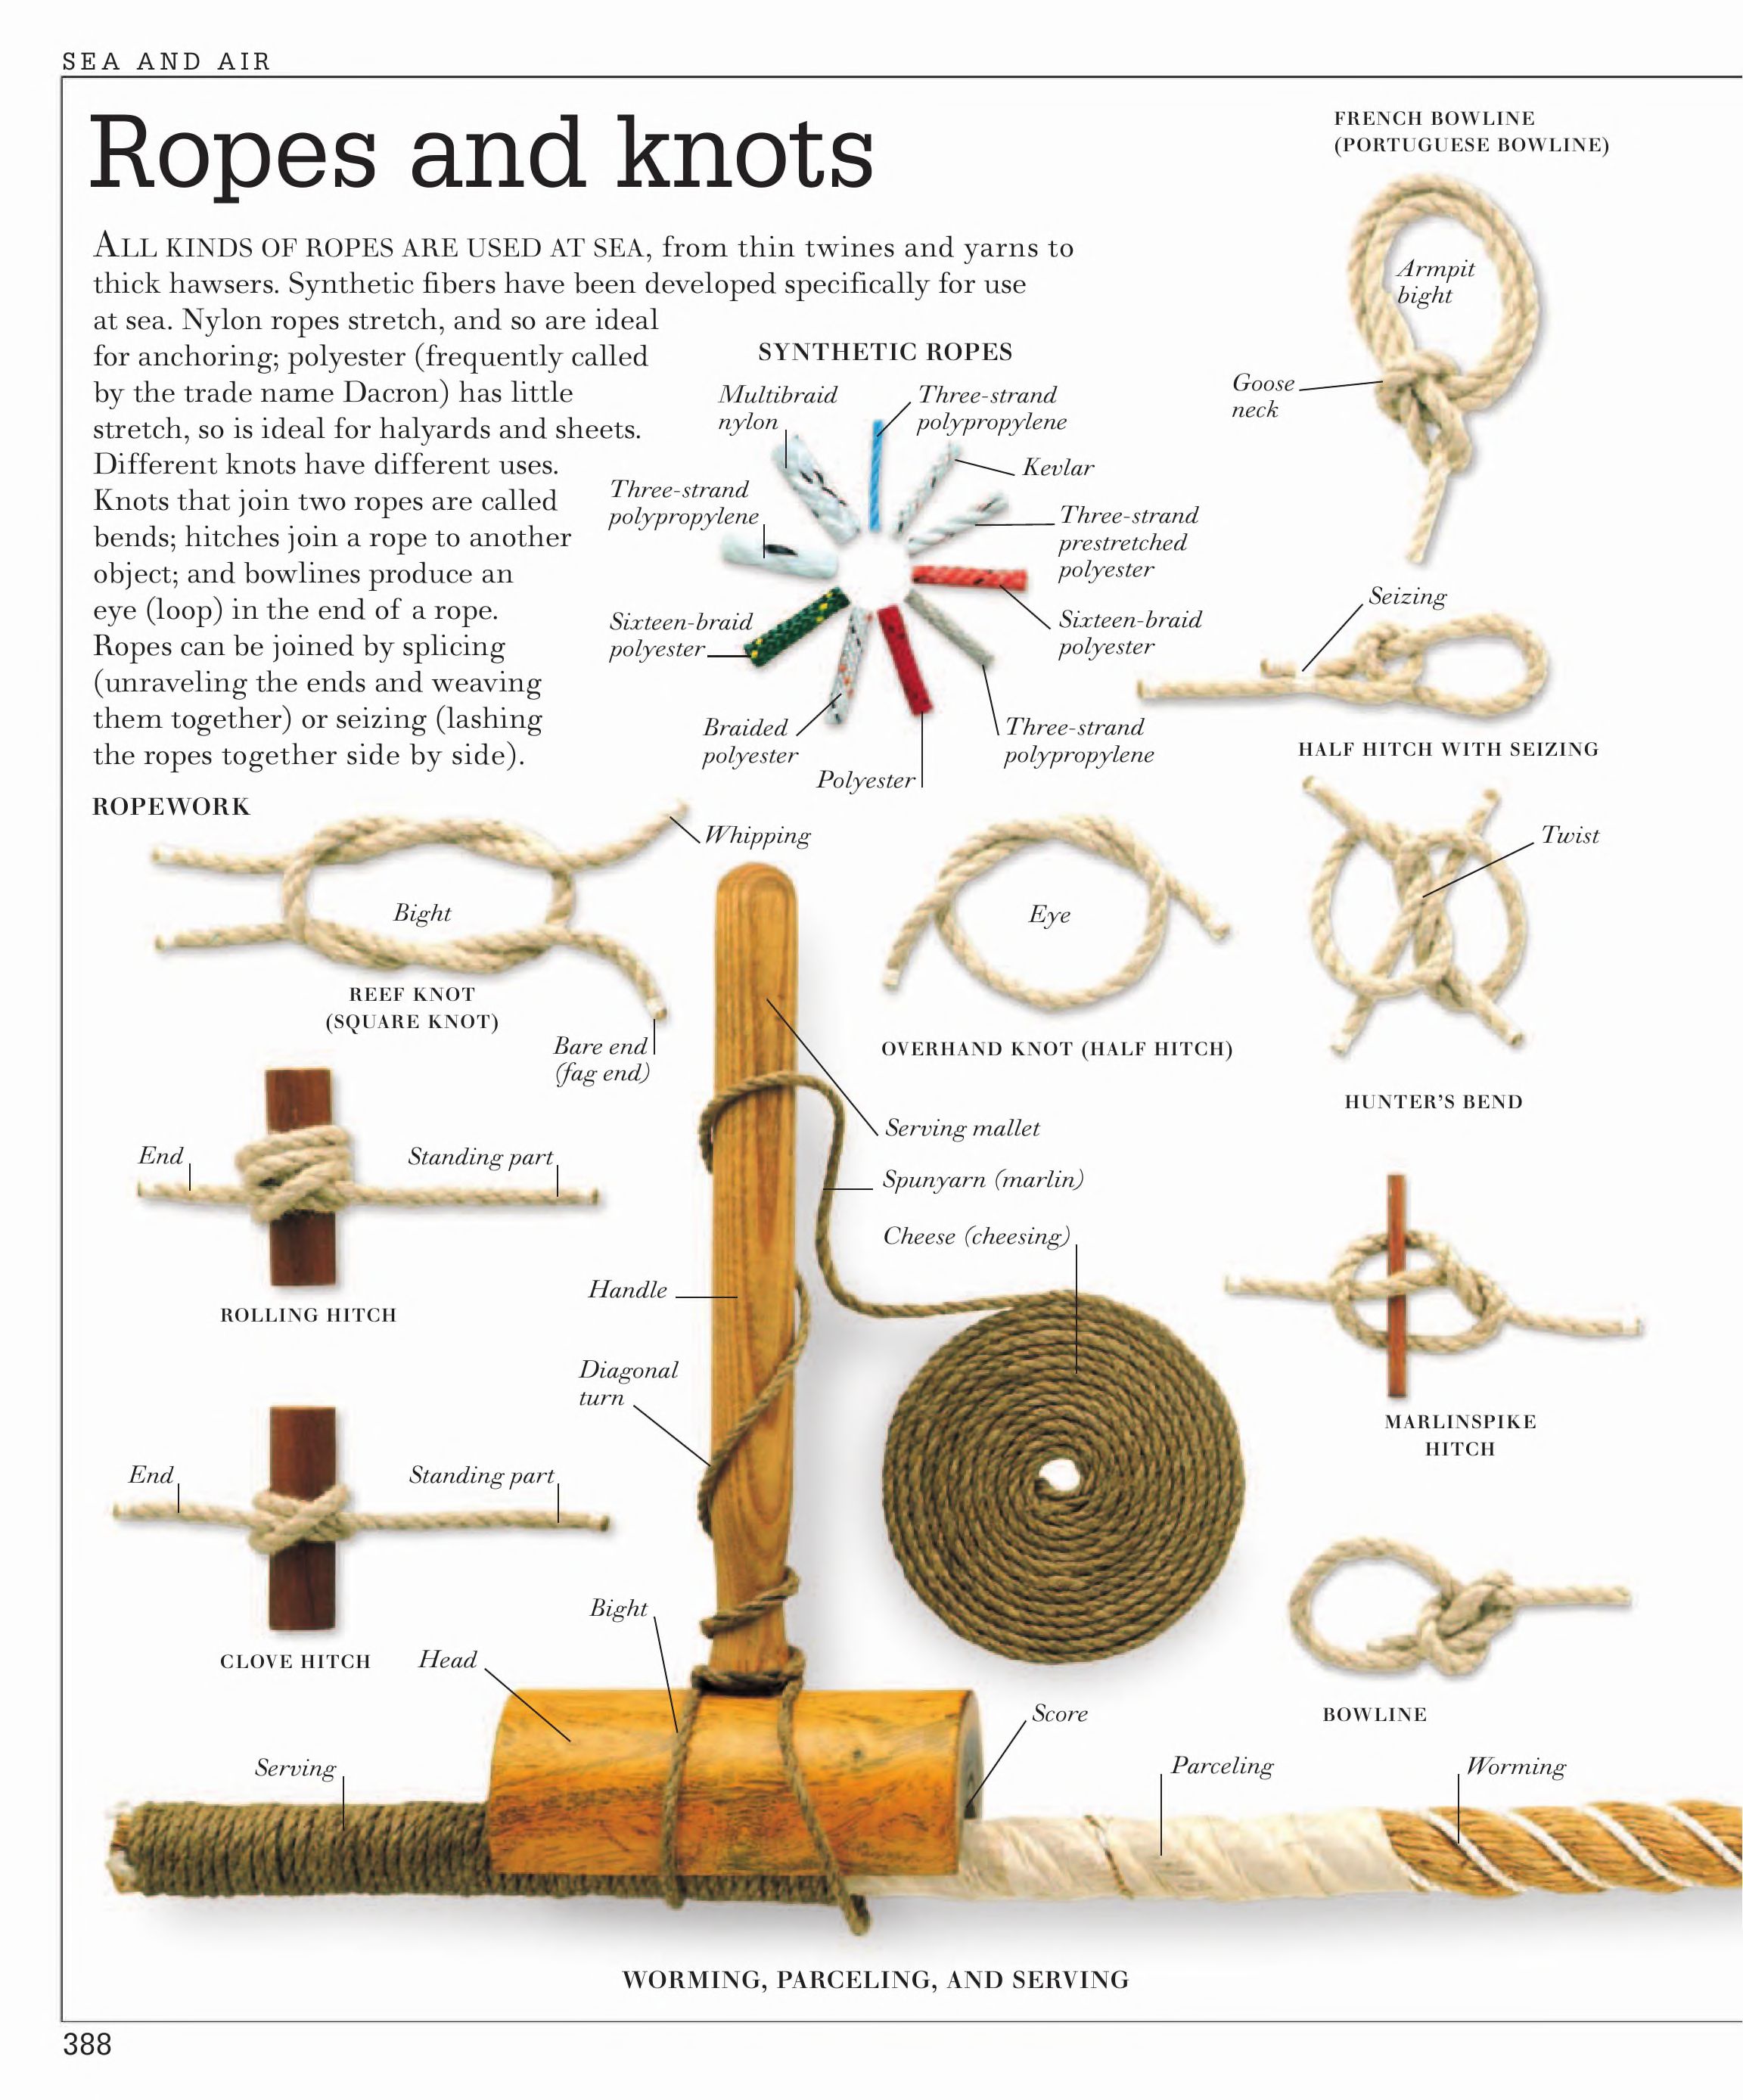 SEA AND AIR
Ropes and knots
ALL KINDS OF ROPES ARE USED AT SEA, from thin twines and yarns to
thick hawsers. Synthetic fibers have been developed specifically for use
at sea. Nylon ropes stretch, and so are ideal
for anchoring; polyester (frequently called
by the trade name Dacron) has little
stretch, so is ideal for halyards and sheets.
Different knots have different uses.
Knots that join two ropes are called
bends; hitches join a rope to another
object; and bowlines produce an
eye (loop) in the end of a rope.
Ropes can be joined by splicing
(unraveling the ends and weaving
them together) or seizing (lashing
the ropes together side by side).
SYNTHETIC ROPES
Multibraid
nylon
Three-strand
polypropylene
Kevlar
Three-strand
polypropylene
Three-strand
prestretched
polyester
Sixteen-braid
polyester
Sixteen-braid
polyester
Braided
polyester
Polyester
Three-strand
polypropylene
FRENCH BOWLINE
(PORTUGUESE BOWLINE)
Armpit
bight
Goose
neck
Seizing
HALF HITCH WITH SEIZING
ROPEWORK
Whipping
Bight
REEF KNOT
(SQUARE KNOT)
Bare end
(fag end)
Eye
OVERHAND KNOT (HALF HITCH)
Twist
HUNTER'S BEND
End
Standing part
ROLLING HITCH
Serving mallet
Spunyarn (marlin)
Cheese (cheesing)
Handle
Diagonal
turn
MARLINSPIKE
HITCH
End
Standing part
CLOVE HITCH
Bight
Head
BOWLINE
Score
Serving
Parceling
Worming
WORMING, PARCELING, AND SERVING
388